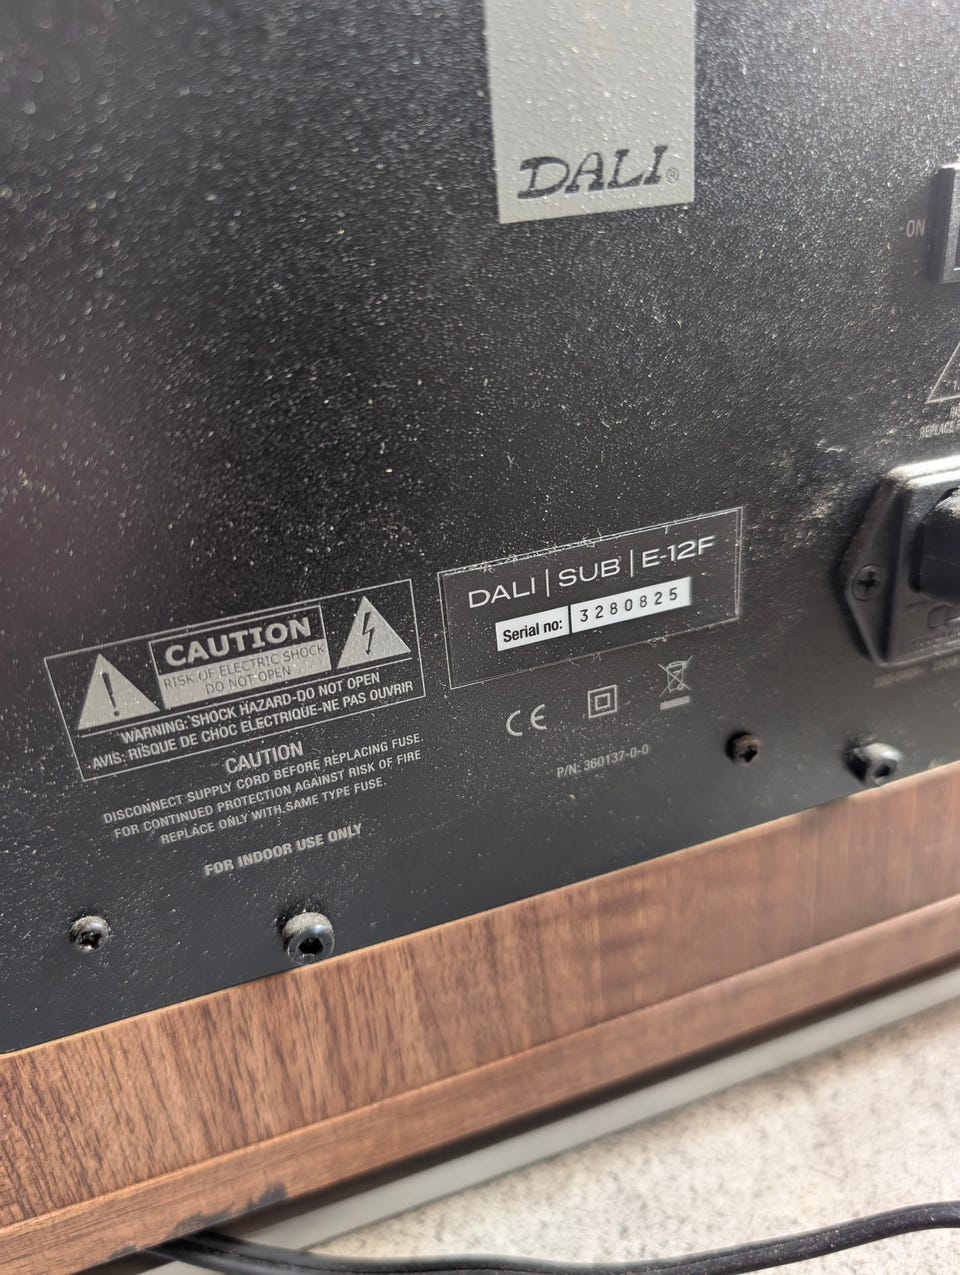 DALI®
ON
REPLACE
DALI | SUB | E-12F
Serial no: 3280825
CAUTION
RISK OF ELECTRIC SHOCK
DO NOT OPEN
WARNING: SHOCK HAZARD-DO NOT OPEN
AVIS: RISQUE DE CHOC ELECTRIQUE-NE PAS OUVRIR
CE
P/N: 360137-0-0
CAUTION
DISCONNECT SUPPLY CORD BEFORE REPLACING FUSE.
FOR CONTINUED PROTECTION AGAINST RISK OF FIRE
REPLACE ONLY WITH SAME TYPE FUSE.
FOR INDOOR USE ONLY